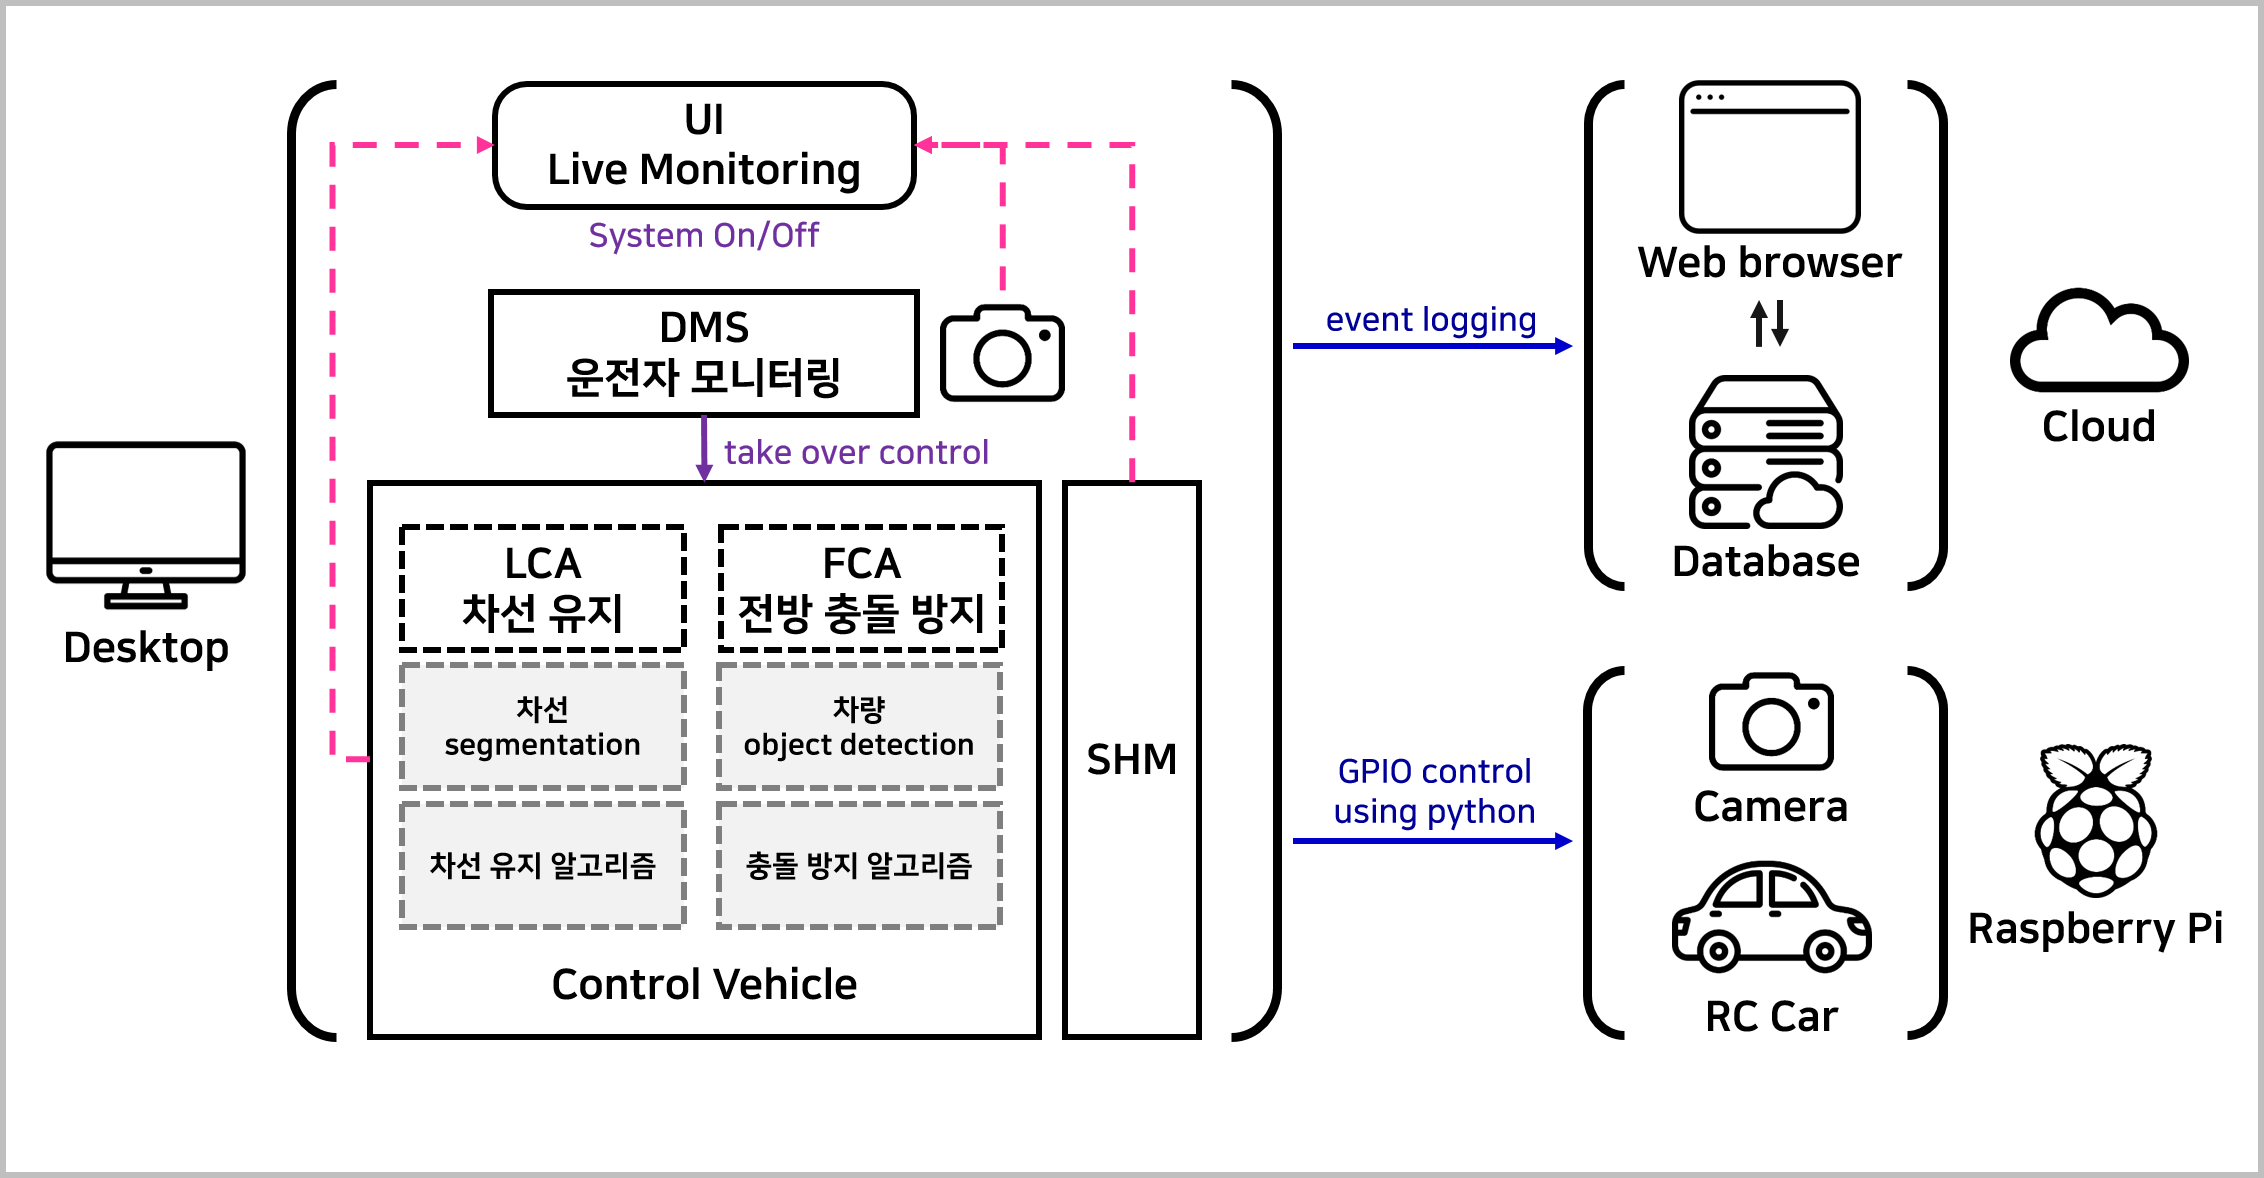 UI
Live Monitoring
System On/Off
DMS
운전자 모니터링
take over control
Desktop
LCA
차선 유지
FCA
전방 충돌 방지
차선
segmentation
차량
object detection
차선 유지 알고리즘
충돌 방지 알고리즘
Control Vehicle
SHM
event logging
GPIO control
using python
Web browser
Database
Cloud
Camera
RC Car
Raspberry Pi